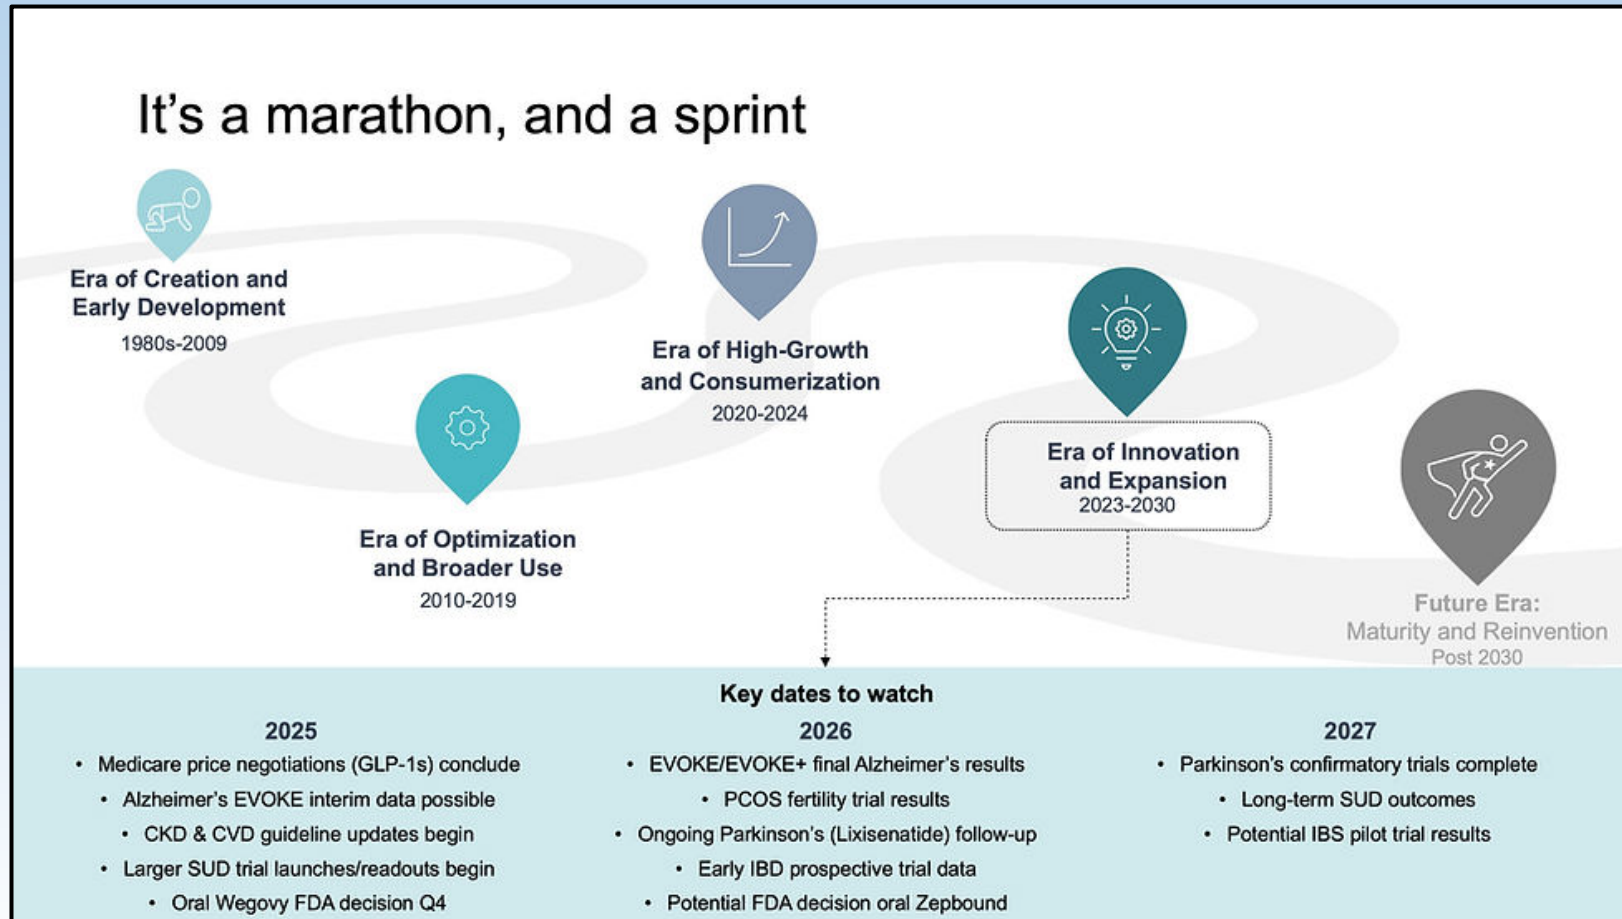 It's a marathon, and a sprint
Era of Creation and
Early Development
1980s-2009
Era of Optimization
and Broader Use
2010-2019
Era of High-Growth
and Consumerization
2020-2024
Era of Innovation
and Expansion
2023-2030
Future Era:
Maturity and Reinvention
Post 2030
Key dates to watch
2025
• Medicare price negotiations (GLP-1s) conclude
• Alzheimer's EVOKE interim data possible
• CKD & CVD guideline updates begin
• Larger SUD trial launches/readouts begin
• Oral Wegovy FDA decision Q4
2026
• EVOKE/EVOKE+ final Alzheimer's results
• PCOS fertility trial results
• Ongoing Parkinson's (Lixisenatide) follow-up
• Early IBD prospective trial data
• Potential FDA decision oral Zepbound
2027
• Parkinson's confirmatory trials complete
• Long-term SUD outcomes
• Potential IBS pilot trial results